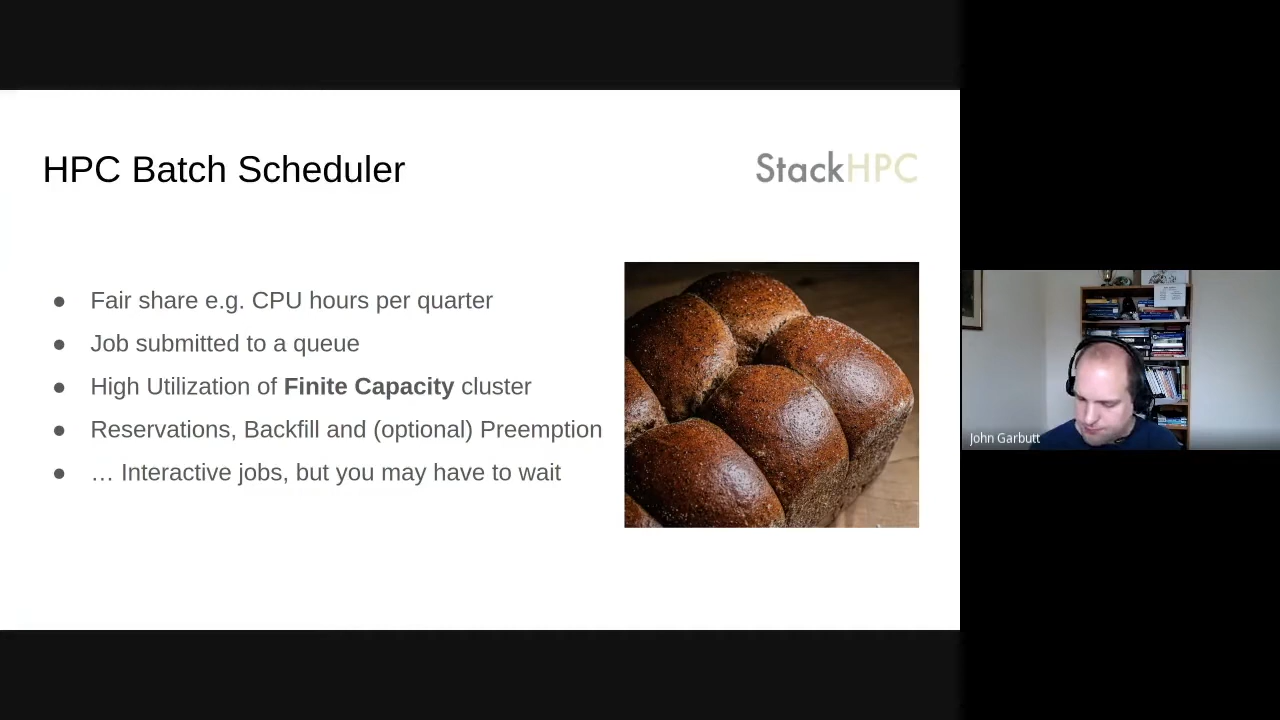 HPC Batch Scheduler
StackHPC
● Fair share e.g. CPU hours per quarter
● Job submitted to a queue
● High Utilization of Finite Capacity cluster
● Reservations, Backfill and (optional) Preemption
● … Interactive jobs, but you may have to wait
John Garbutt